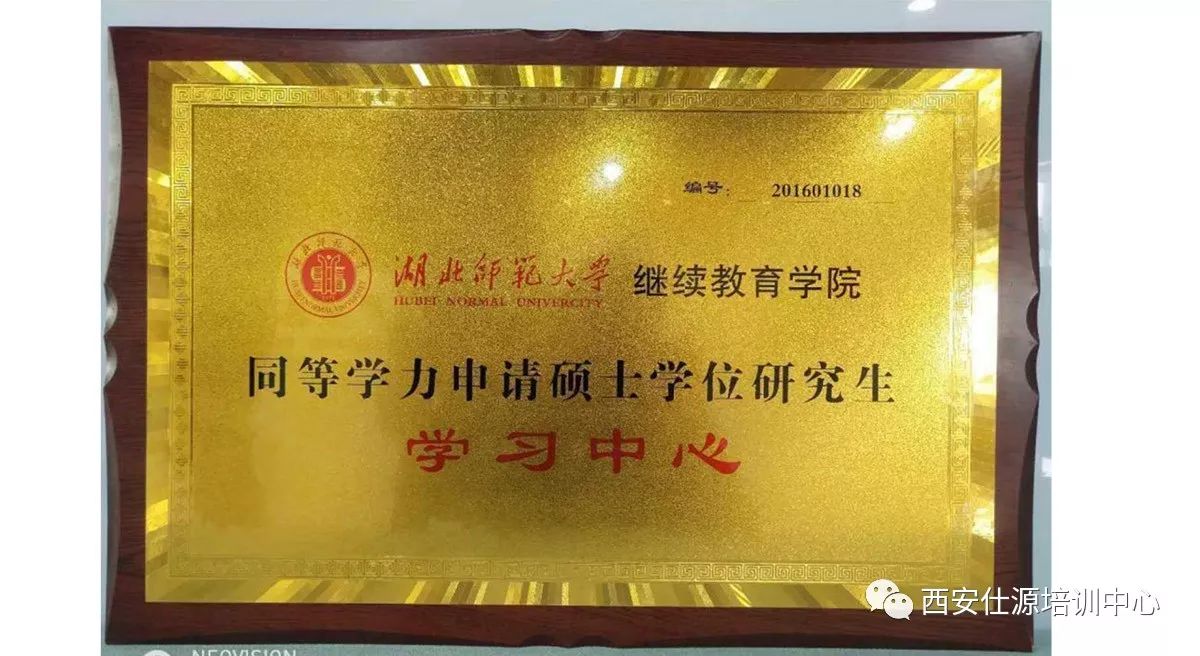 编号: 201601018
湖北师范大学 继续教育学院
HUBEI NORMAL UNIVERCITY
同等学力申请硕士学位研究生
学习中心
西安仕源培训中心
NEOVISION